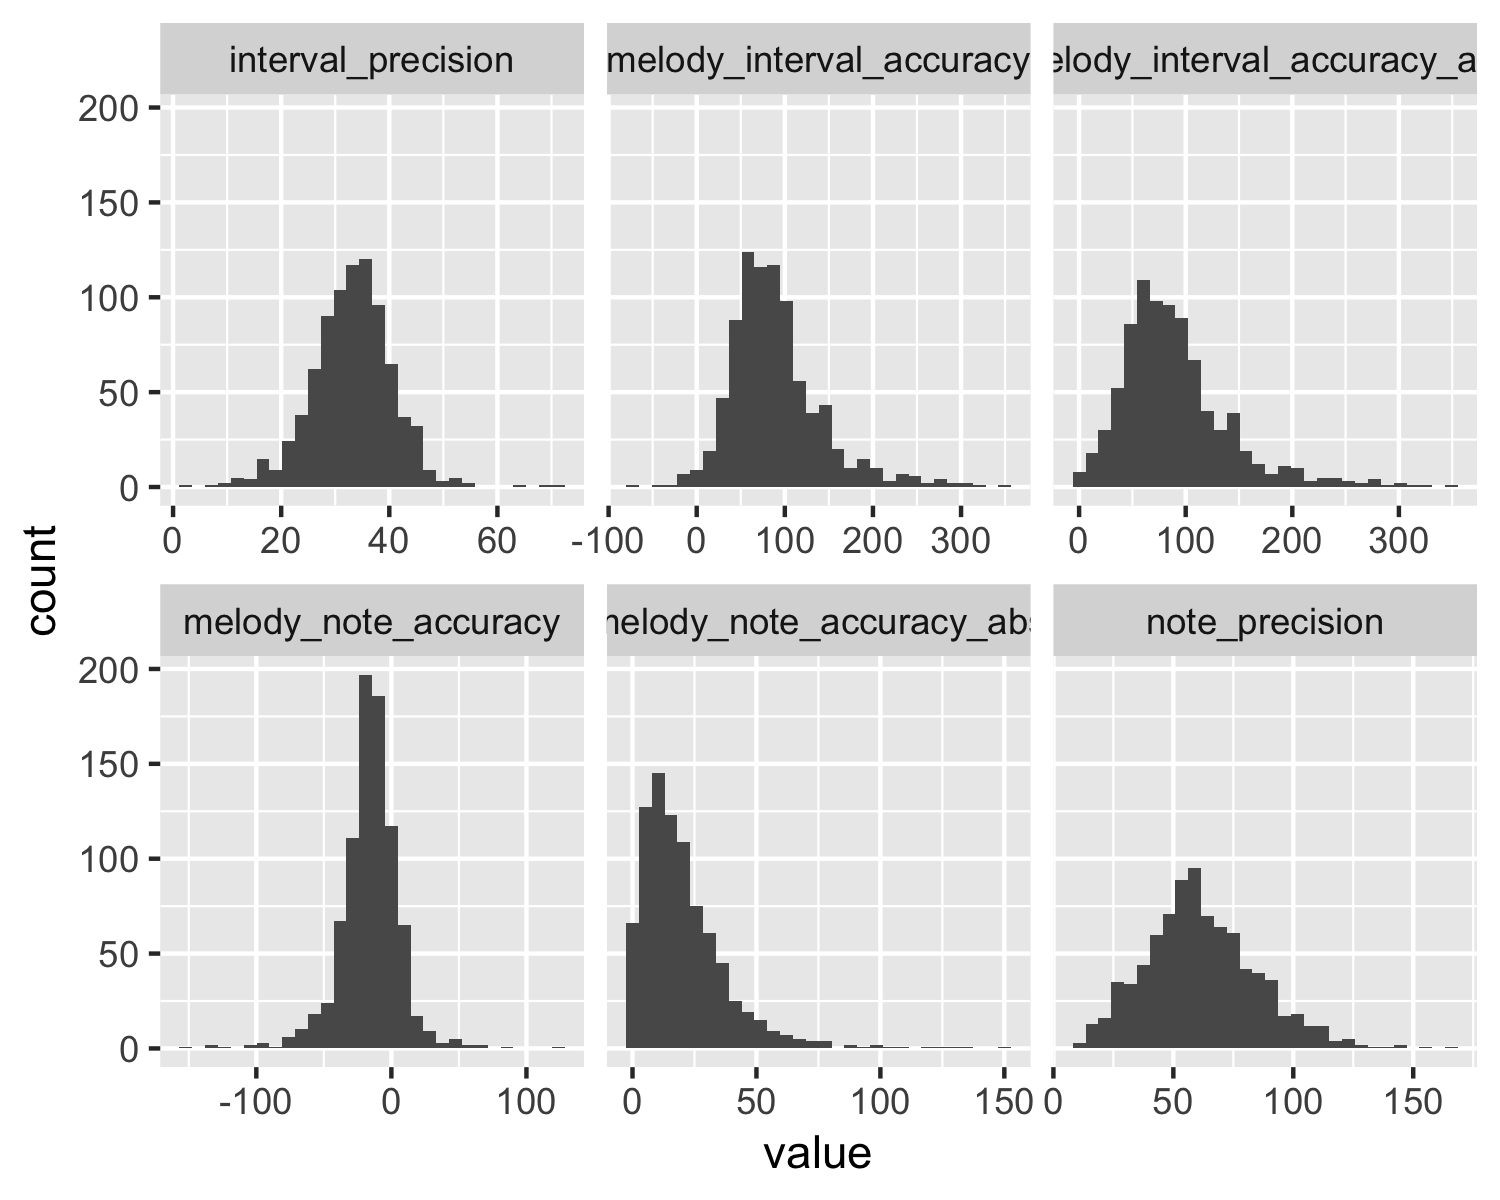 interval_precision
melody_interval_accuracy
elody_interval_accuracy_a
200
150
100
50
0
0 20 40 60
-100 0 100 200 300
0 100 200 300
count
melody_note_accuracy
melody_note_accuracy_abs
note_precision
200
150
100
50
0
-100 0 100
0 50 100 150
0 50 100 150
value